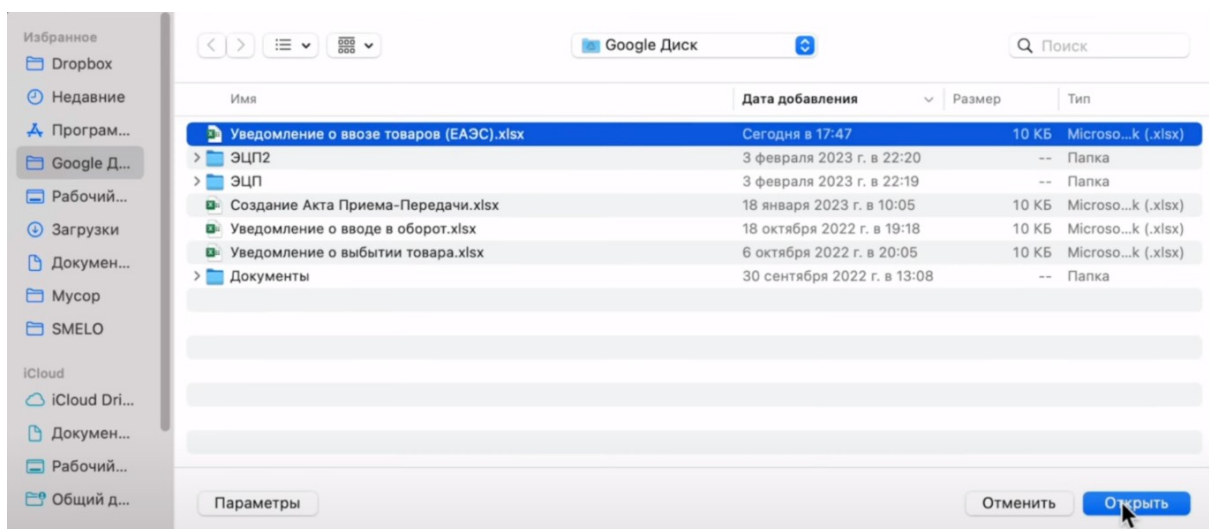 Избранное
Dropbox
Недавние
Програм...
Google Д...
Рабочий...
Загрузки
Докумен...
Мусор
SMELO
iCloud
iCloud Dri...
Докумен...
Рабочий...
Общий д...
Google Диск
Поиск
Имя Дата добавления Размер Тип
Уведомление о ввозе товаров (ЕАЭС).xlsx Сегодня в 17:47 10 КБ Microso...k (.xlsx)
ЭЦП2 3 февраля 2023 г. в 22:20 -- Папка
ЭЦП 3 февраля 2023 г. в 22:19 -- Папка
Создание Акта Приема-Передачи.xlsx 18 января 2023 г. в 10:05 10 КБ Microso...k (.xlsx)
Уведомление о вводе в оборот.xlsx 18 октября 2022 г. в 19:18 10 КБ Microso...k (.xlsx)
Уведомление о выбытии товара.xlsx 6 октября 2022 г. в 20:05 10 КБ Microso...k (.xlsx)
Документы 30 сентября 2022 г. в 13:08 -- Папка
Параметры Отменить Открыть